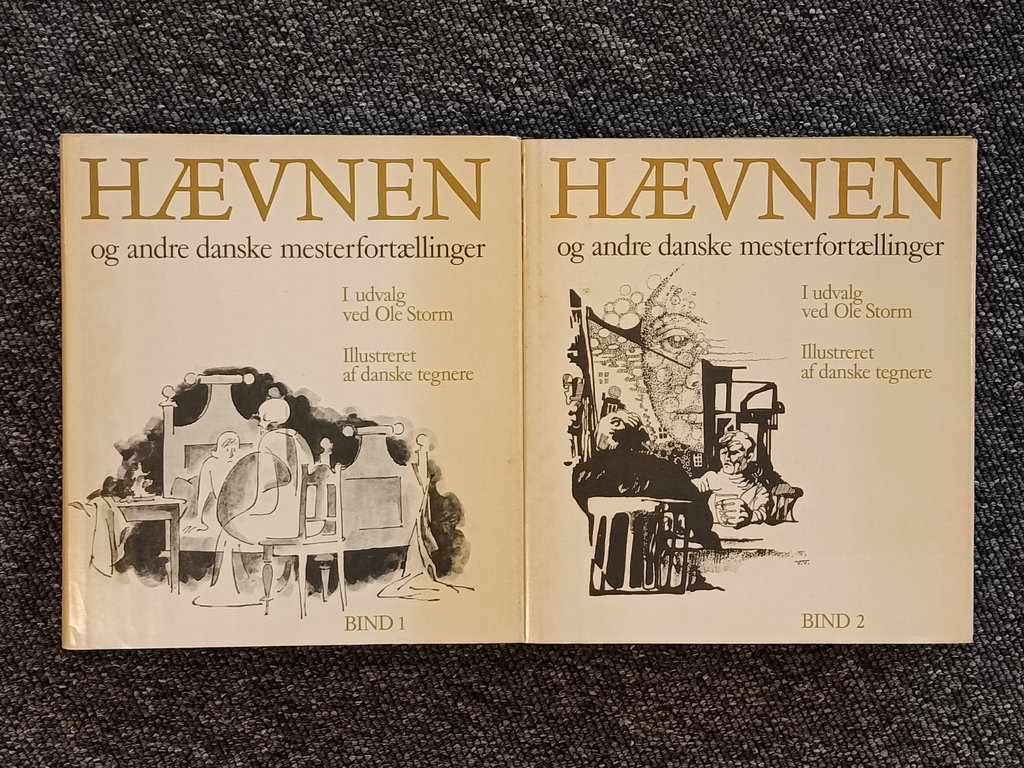 HÆVNEN
og andre danske mesterfortællinger
I udvalg
ved Ole Storm
Illustreret
af danske tegnere
BIND 1
HÆVNEN
og andre danske mesterfortællinger
I udvalg
ved Ole Storm
Illustreret
af danske tegnere
BIND 2